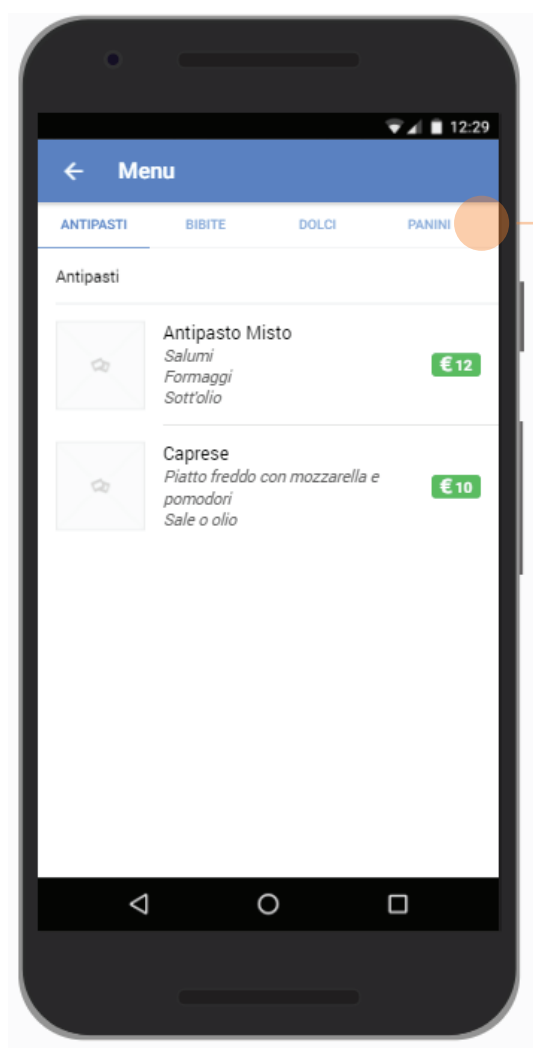 12:29
Menu
ANTIPASTI BIBITE DOLCI PANINI
Antipasti
Antipasto Misto
Salumi
Formaggi
Sott'olio
€12
Caprese
Piatto freddo con mozzarella e
pomodori
Sale o olio
€10